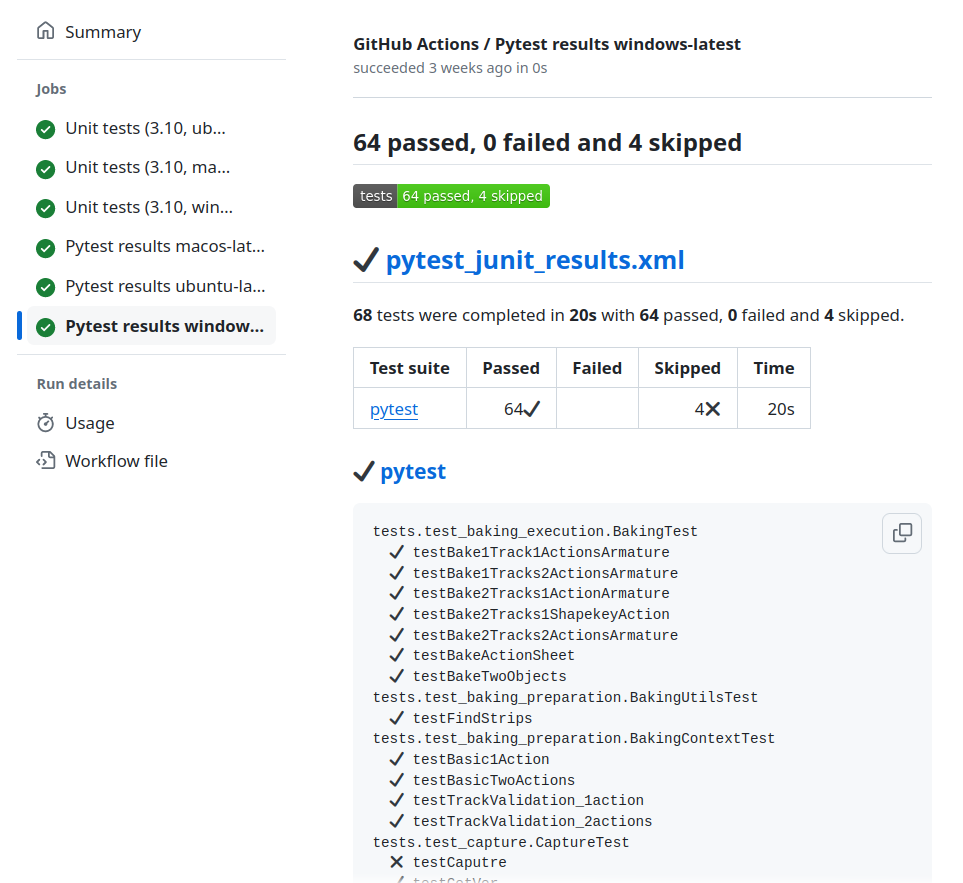 Summary
Jobs
Unit tests (3.10, ub...
Unit tests (3.10, ma...
Unit tests (3.10, win...
Pytest results macos-lat...
Pytest results ubuntu-la...
Pytest results window...
Run details
Usage
Workflow file
GitHub Actions / Pytest results windows-latest
succeeded 3 weeks ago in 0s
64 passed, 0 failed and 4 skipped
tests 64 passed, 4 skipped
✔ pytest_junit_results.xml
68 tests were completed in 20s with 64 passed, 0 failed and 4 skipped.
Test suite Passed Failed Skipped Time
pytest 64✔ 4✖ 20s
✔ pytest
tests.test_baking_execution.BakingTest
✔ testBake1Track1ActionsArmature
✔ testBake1Tracks2ActionsArmature
✔ testBake2Tracks1ActionArmature
✔ testBake2Tracks1ShapekeyAction
✔ testBake2Tracks2ActionsArmature
✔ testBakeActionSheet
✔ testBakeTwoObjects
tests.test_baking_preparation.BakingUtilsTest
✔ testFindStrips
tests.test_baking_preparation.BakingContextTest
✔ testBasic1Action
✔ testBasicTwoActions
✔ testTrackValidation_1action
✔ testTrackValidation_2actions
tests.test_capture.CaptureTest
✖ testCaputre